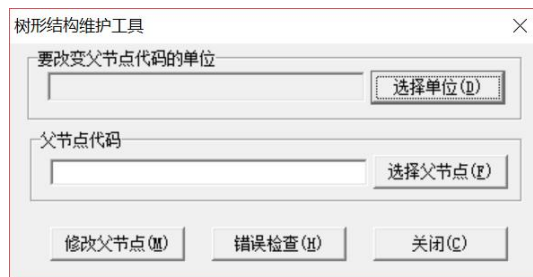 树形结构维护工具
要改变父节点代码的单位
选择单位(D)
父节点代码
选择父节点(F)
修改父节点(M) 错误检查(H) 关闭(C)